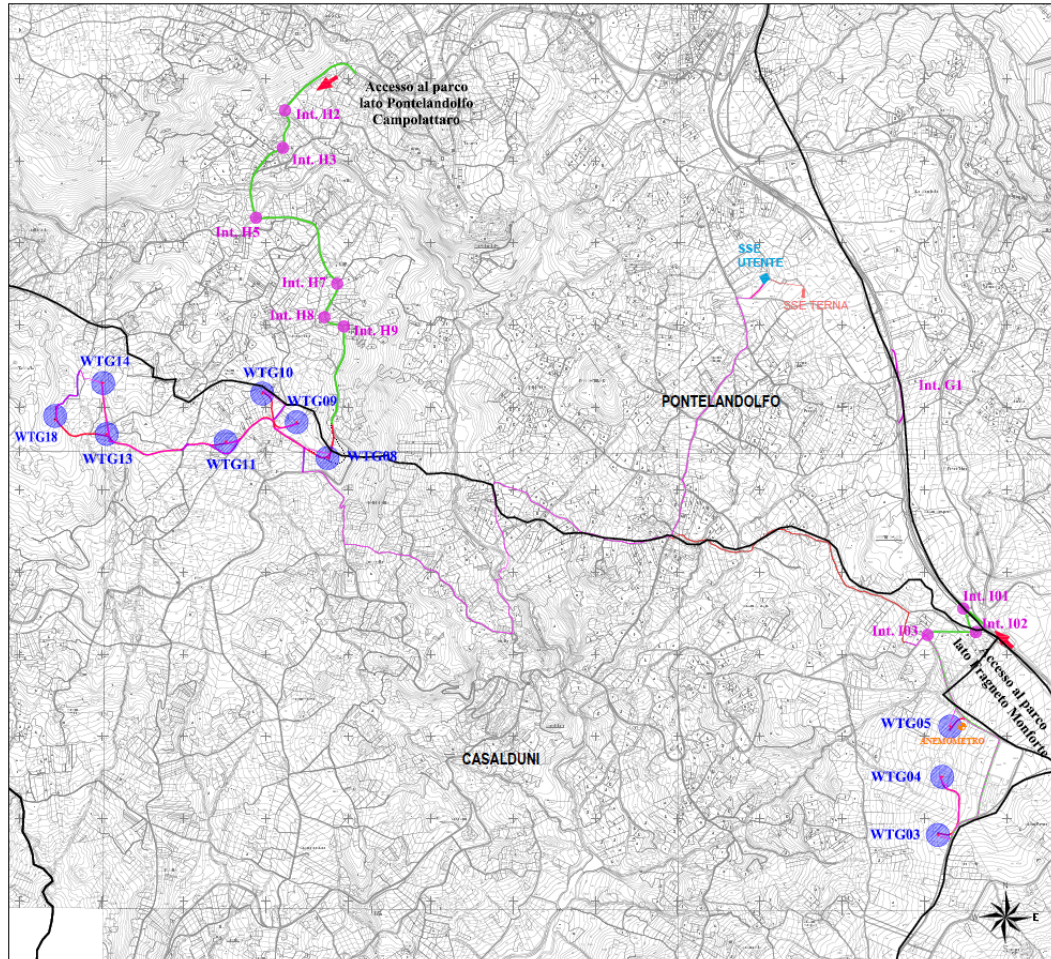 Accesso al parco
lato Pontelandolfo
Campolattaro
Int. H2
Int. H3
Int. H5
SSE
UTENTE
Int. H7
SSE TERNA
Int. H8
Int. H9
WTG14
WTG10
Int. G1
WTG09
PONTELANDOLFO
WTG18
WTG13
WTG11
WTG08
Int. I01
Int. I02
Int. I03
Accesso al parco
lato Fragneto Monforte
WTG05
ANEMOMETRO
CASALDUNI
WTG04
WTG03
E